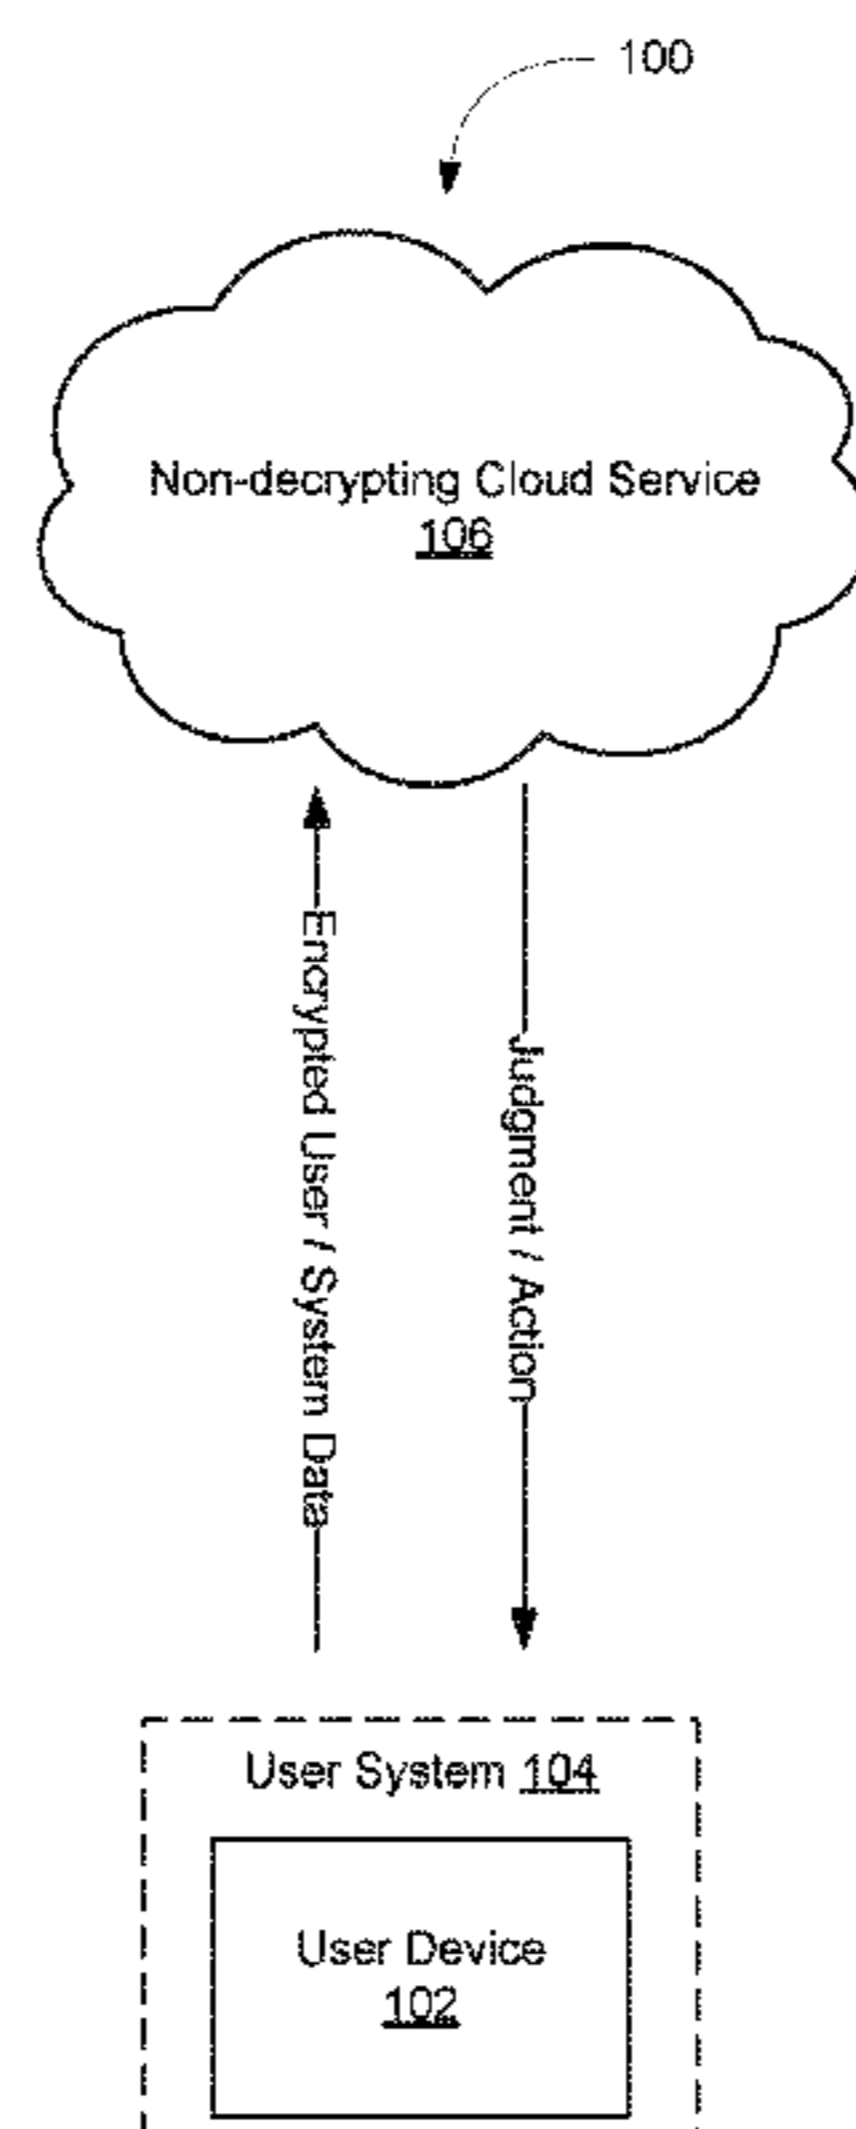 100
Non-decrypting Cloud Service
106
Encrypted User / System Data
Judgment / Action
User System 104
User Device
102